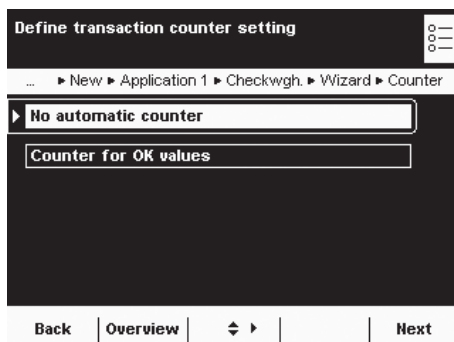 Define transaction counter setting
... ▸ New ▸ Application 1 ▸ Checkwgh. ▸ Wizard ▸ Counter
No automatic counter
Counter for OK values
Back Overview Next